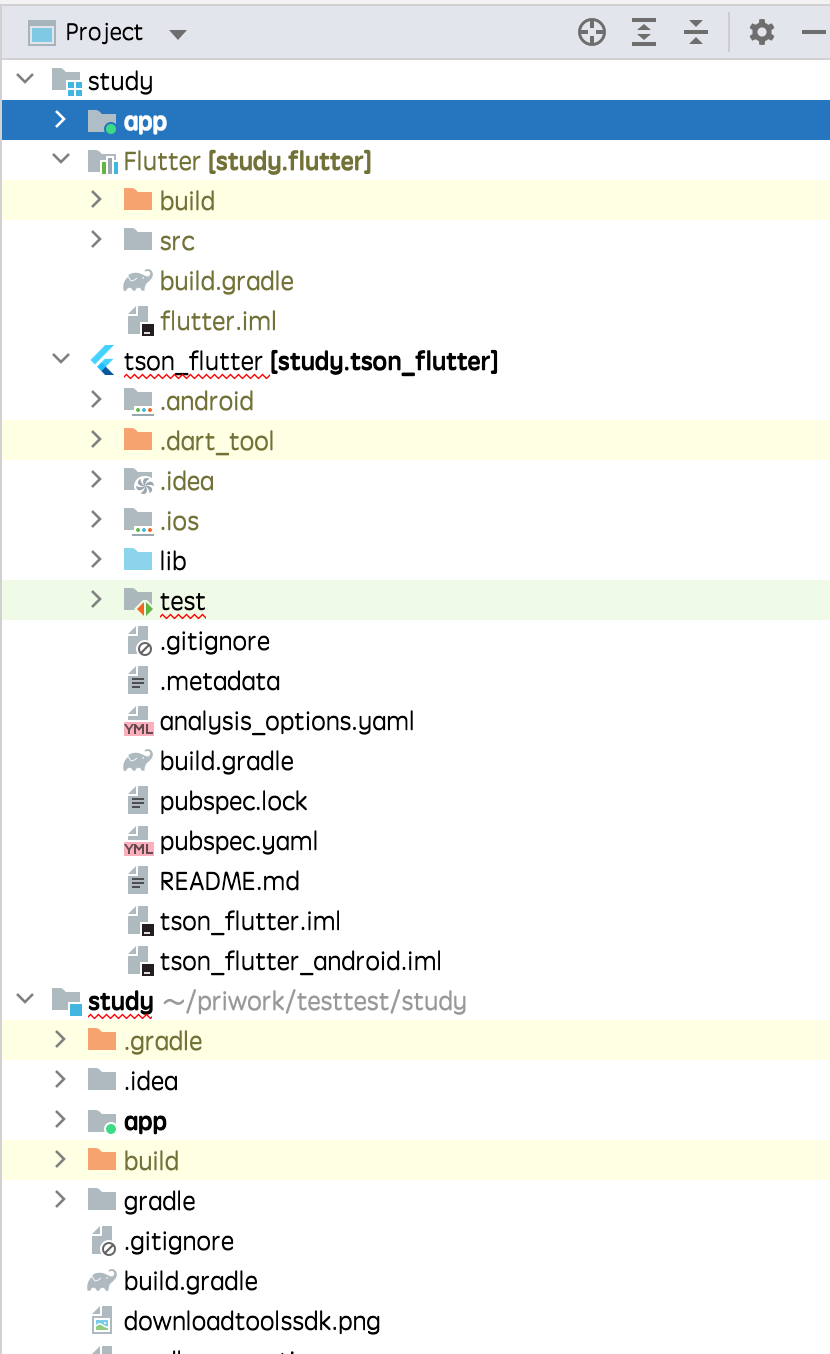 Project
study
app
Flutter [study.flutter]
build
src
build.gradle
flutter.iml
tson_flutter [study.tson_flutter]
.android
.dart_tool
.idea
.ios
lib
test
.gitignore
.metadata
YML analysis_options.yaml
build.gradle
pubspec.lock
YML pubspec.yaml
README.md
tson_flutter.iml
tson_flutter_android.iml
study ~/priwork/testtest/study
.gradle
.idea
app
build
gradle
.gitignore
build.gradle
downloadtoolssdk.png